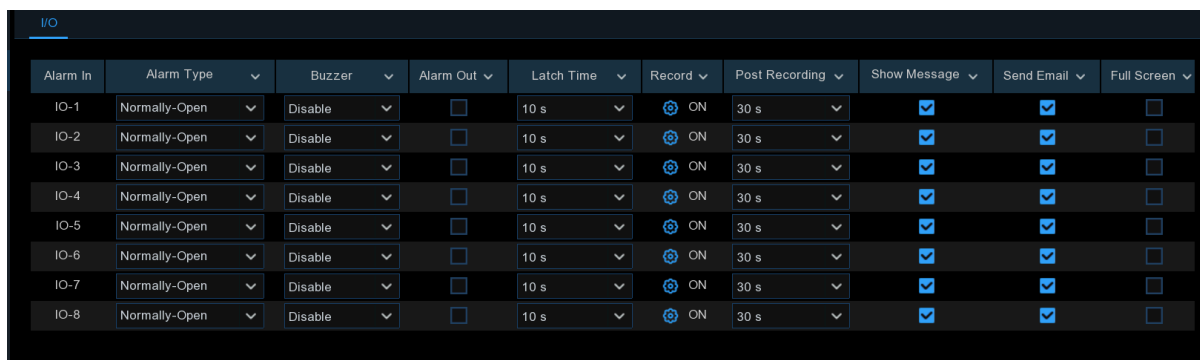 I/O
Alarm In Alarm Type Buzzer Alarm Out Latch Time Record Post Recording Show Message Send Email Full Screen
IO-1 Normally-Open Disable 10 s ON 30 s
IO-2 Normally-Open Disable 10 s ON 30 s
IO-3 Normally-Open Disable 10 s ON 30 s
IO-4 Normally-Open Disable 10 s ON 30 s
IO-5 Normally-Open Disable 10 s ON 30 s
IO-6 Normally-Open Disable 10 s ON 30 s
IO-7 Normally-Open Disable 10 s ON 30 s
IO-8 Normally-Open Disable 10 s ON 30 s